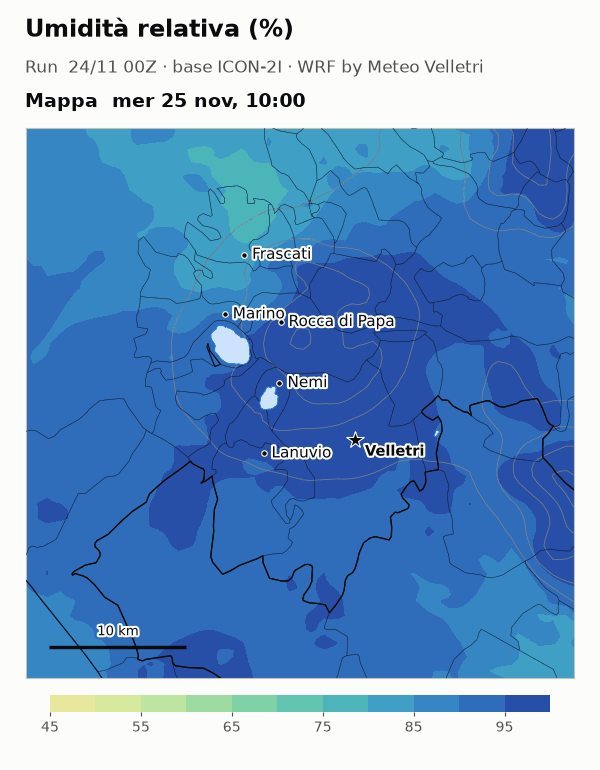 Umidità relativa (%)
Run 24/11 00Z · base ICON-2I · WRF by Meteo Velletri
Mappa mer 25 nov, 10:00
Frascati
Marino
Rocca di Papa
Nemi
Velletri
Lanuvio
10 km
45 55 65 75 85 95